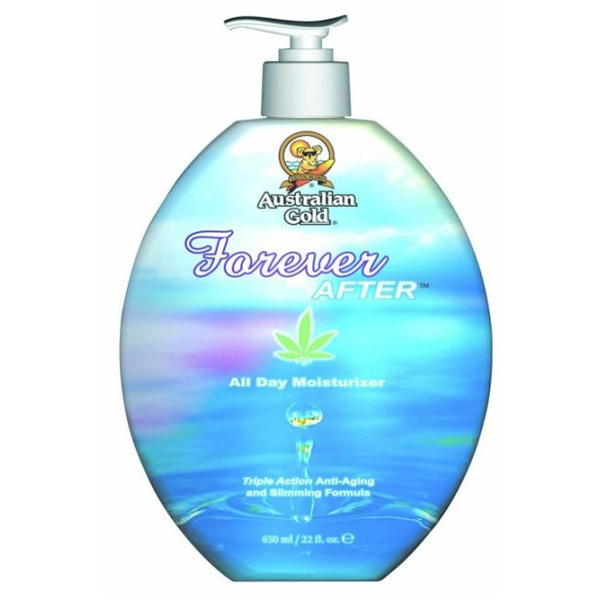 Australian
Gold®
Forever
AFTER™
All Day Moisturizer
Triple Action Anti-Aging
and Slimming Formula
650 ml / 22 fl. oz. ℮